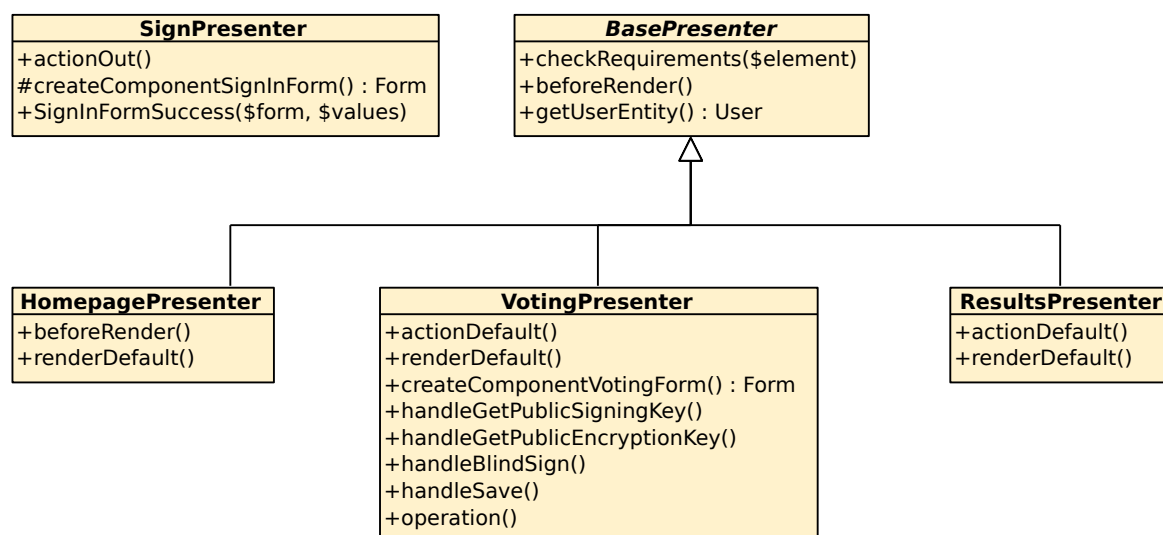 SignPresenter
+actionOut()
#createComponentSignInForm() : Form
+SignInFormSuccess($form, $values)
BasePresenter
+checkRequirements($element)
+beforeRender()
+getUserEntity() : User
HomepagePresenter
+beforeRender()
+renderDefault()
VotingPresenter
+actionDefault()
+renderDefault()
+createComponentVotingForm() : Form
+handleGetPublicSigningKey()
+handleGetPublicEncryptionKey()
+handleBlindSign()
+handleSave()
+operation()
ResultsPresenter
+actionDefault()
+renderDefault()